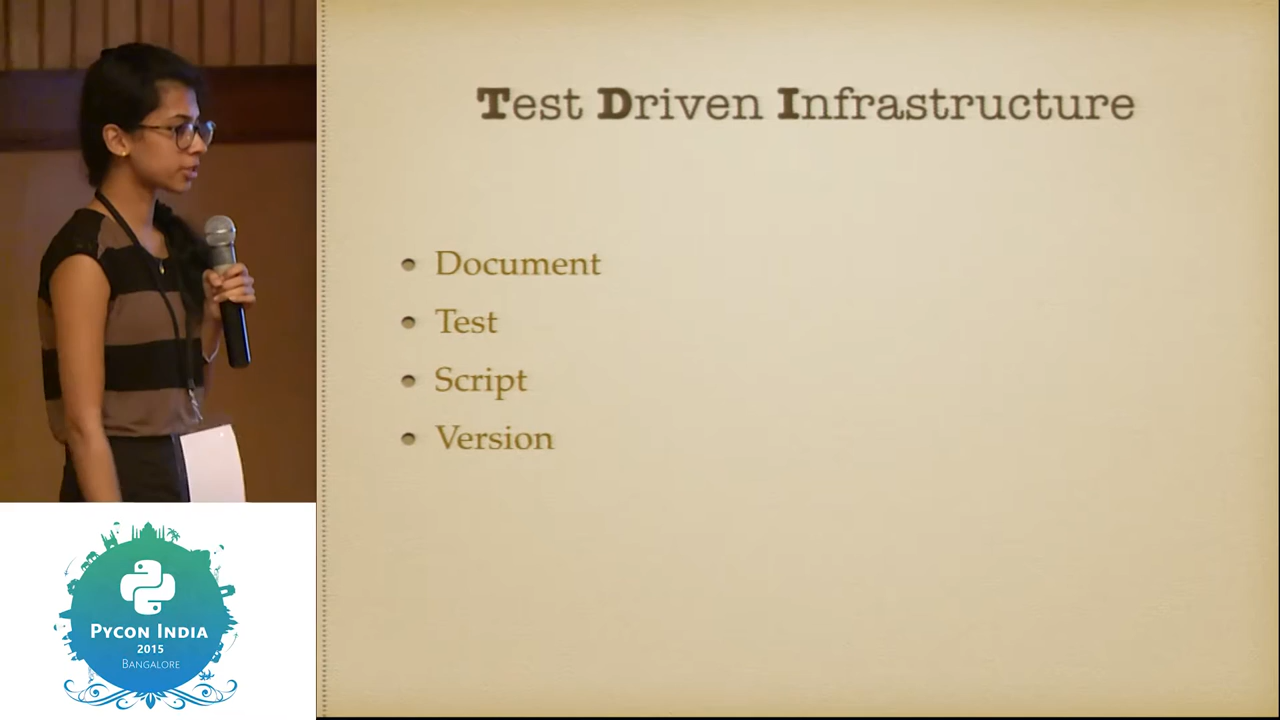 Test Driven Infrastructure
Document
Test
Script
Version
PYCON INDIA
2015
BANGALORE